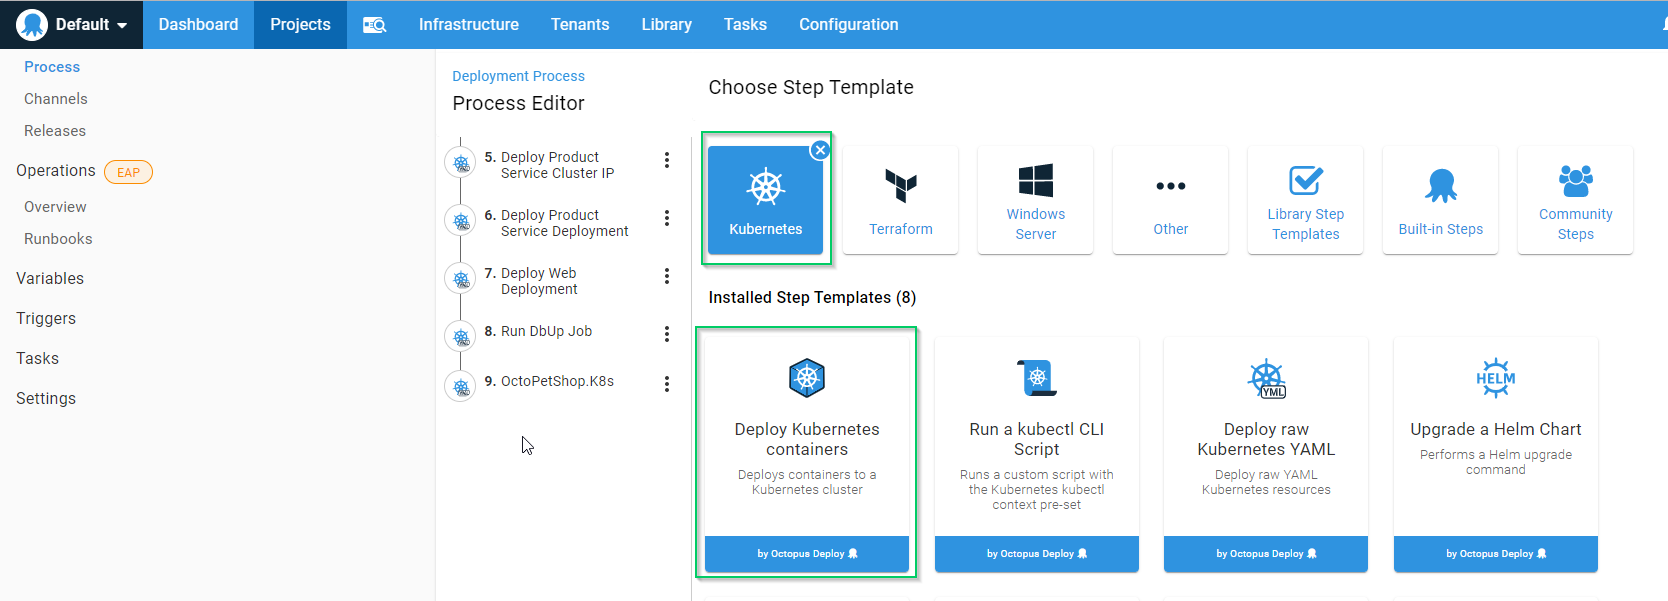 Default
Dashboard
Projects
Infrastructure
Tenants
Library
Tasks
Configuration
Process
Channels
Releases
Operations EAP
Overview
Runbooks
Variables
Triggers
Tasks
Settings
Deployment Process
Process Editor
5. Deploy Product
Service Cluster IP
6. Deploy Product
Service Deployment
7. Deploy Web
Deployment
8. Run DbUp Job
9. OctoPetShop.K8s
Choose Step Template
Kubernetes
Terraform
Windows
Server
Other
Library Step
Templates
Built-in Steps
Community
Steps
Installed Step Templates (8)
Deploy Kubernetes
containers
Deploys containers to a
Kubernetes cluster
by Octopus Deploy
Run a kubectl CLI
Script
Runs a custom script with
the Kubernetes kubectl
context pre-set
by Octopus Deploy
YML
Deploy raw
Kubernetes YAML
Deploy raw YAML
Kubernetes resources
by Octopus Deploy
HELM
Upgrade a Helm Chart
Performs a Helm upgrade
command
by Octopus Deploy